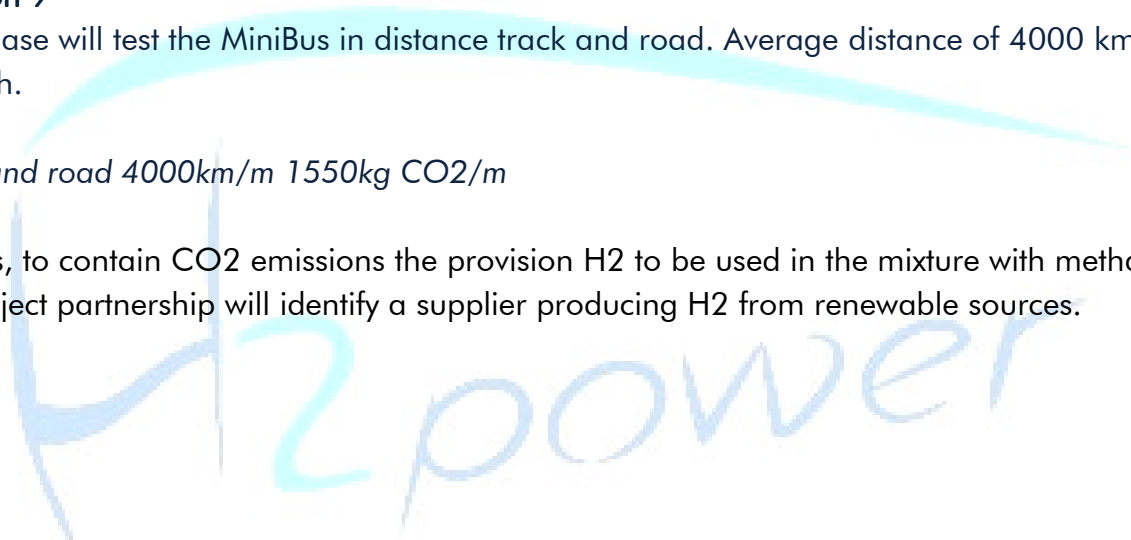 ase will test the MiniBus in distance track and road. Average distance of 4000 km
h.
and road 4000km/m 1550kg CO2/m
s, to contain CO2 emissions the provision H2 to be used in the mixture with metha
ject partnership will identify a supplier producing H2 from renewable sources.
H2power